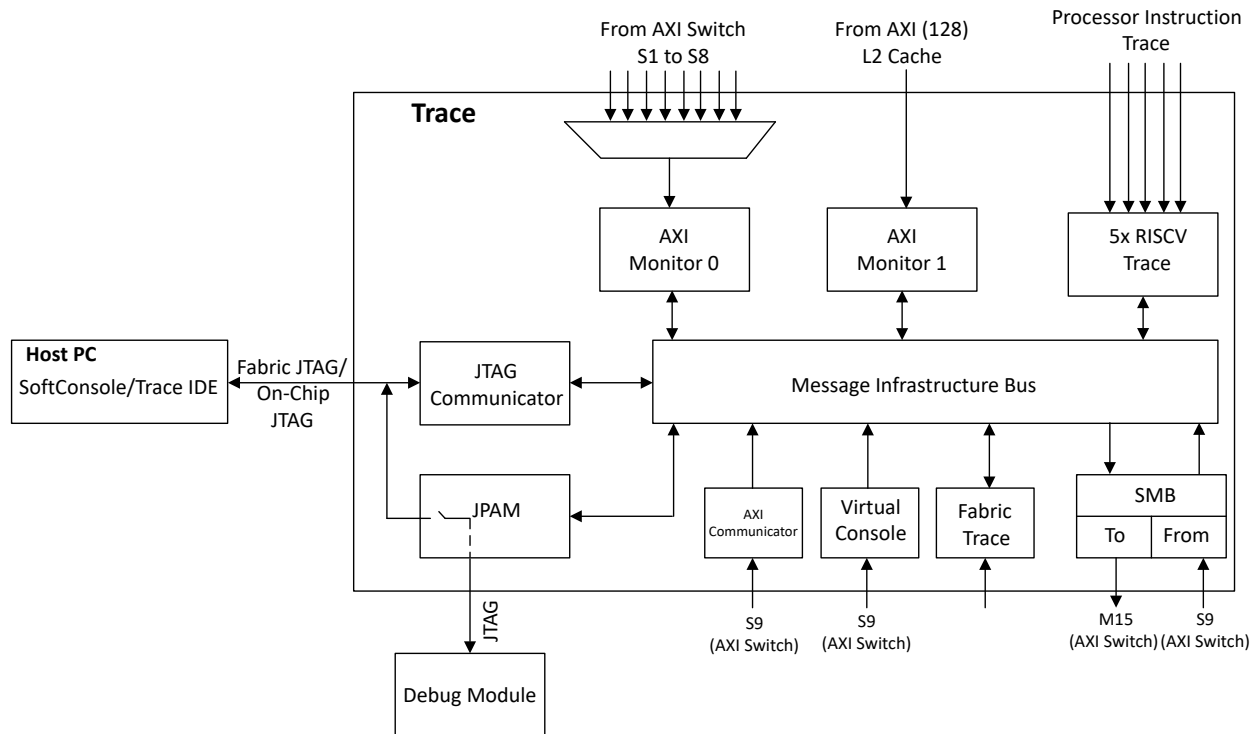 From AXI Switch
S1 to S8
From AXI (128)
L2 Cache
Processor Instruction
Trace
Trace
AXI
Monitor 0
AXI
Monitor 1
5x RISCV
Trace
Host PC
SoftConsole/Trace IDE
Fabric JTAG/
On-Chip
JTAG
JTAG
Communicator
Message Infrastructure Bus
JPAM
AXI
Communicator
Virtual
Console
Fabric
Trace
SMB
To
From
JTAG
S9
(AXI Switch)
S9
(AXI Switch)
M15
(AXI Switch)
S9
(AXI Switch)
Debug Module